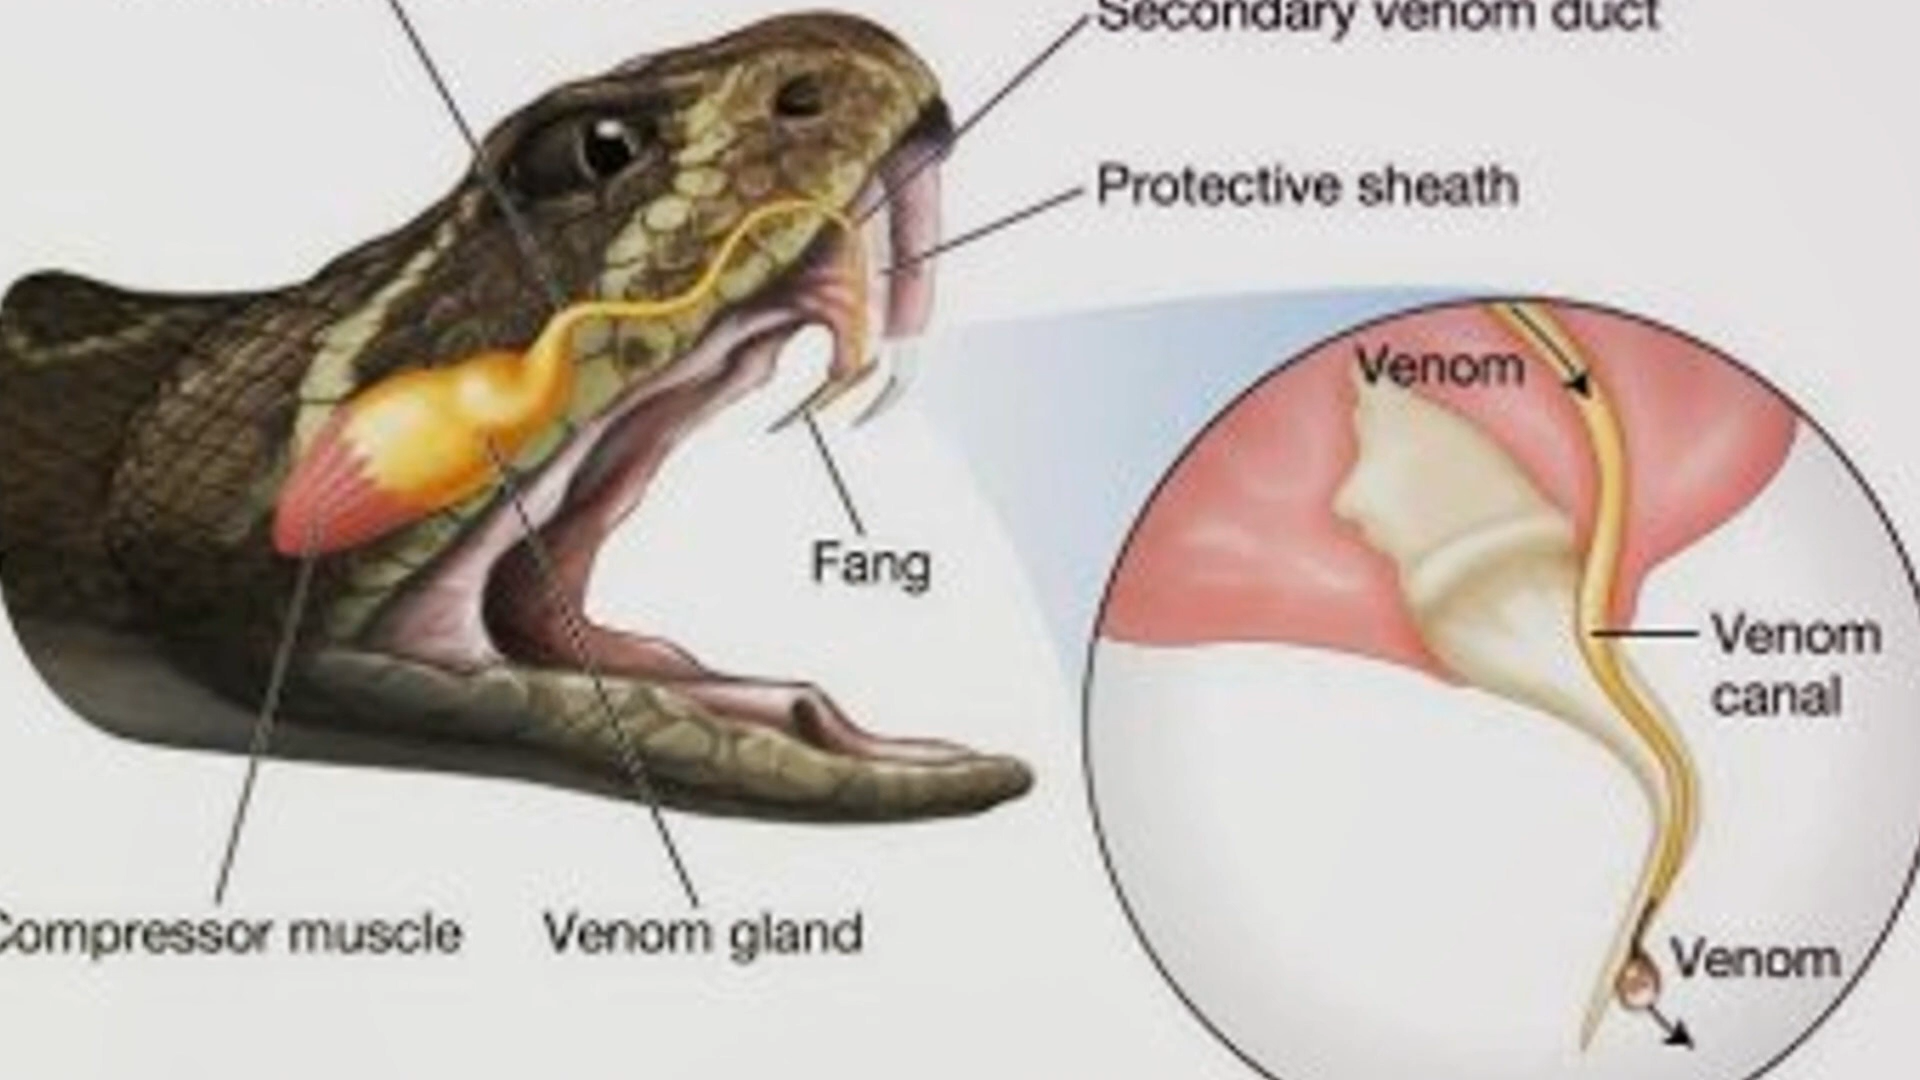 Secondary venom duct
Protective sheath
Venom
Fang
Venom
canal
Compressor muscle
Venom gland
Venom